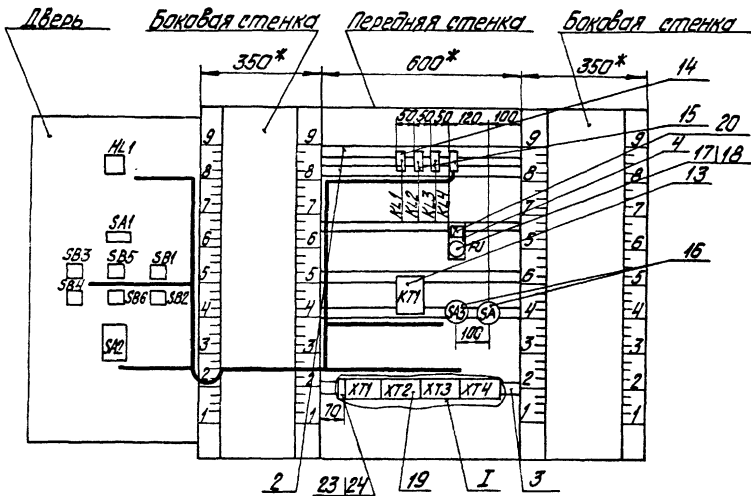 Дверь
Боковая стенка
Передняя стенка
Боковая стенка
350*
600*
350*
14
15
20
4
17 18
13
16
50 50 50 120 100
9 9 9 9
8 8 8 8
7 7 7 7
6 6 6 6
5 5 5 5
4 4 4 4
3 3 3 3
2 2 2 2
1 1 1 1
HL1
SA1
SB3 SB5 SB1
SB4 SB6 SB2
SA2
KL1 KL2 KL3 KL4
FU
KT1
SA3 SA
100
XT1 XT2 XT3 XT4
70
2 23 24 19 I 3